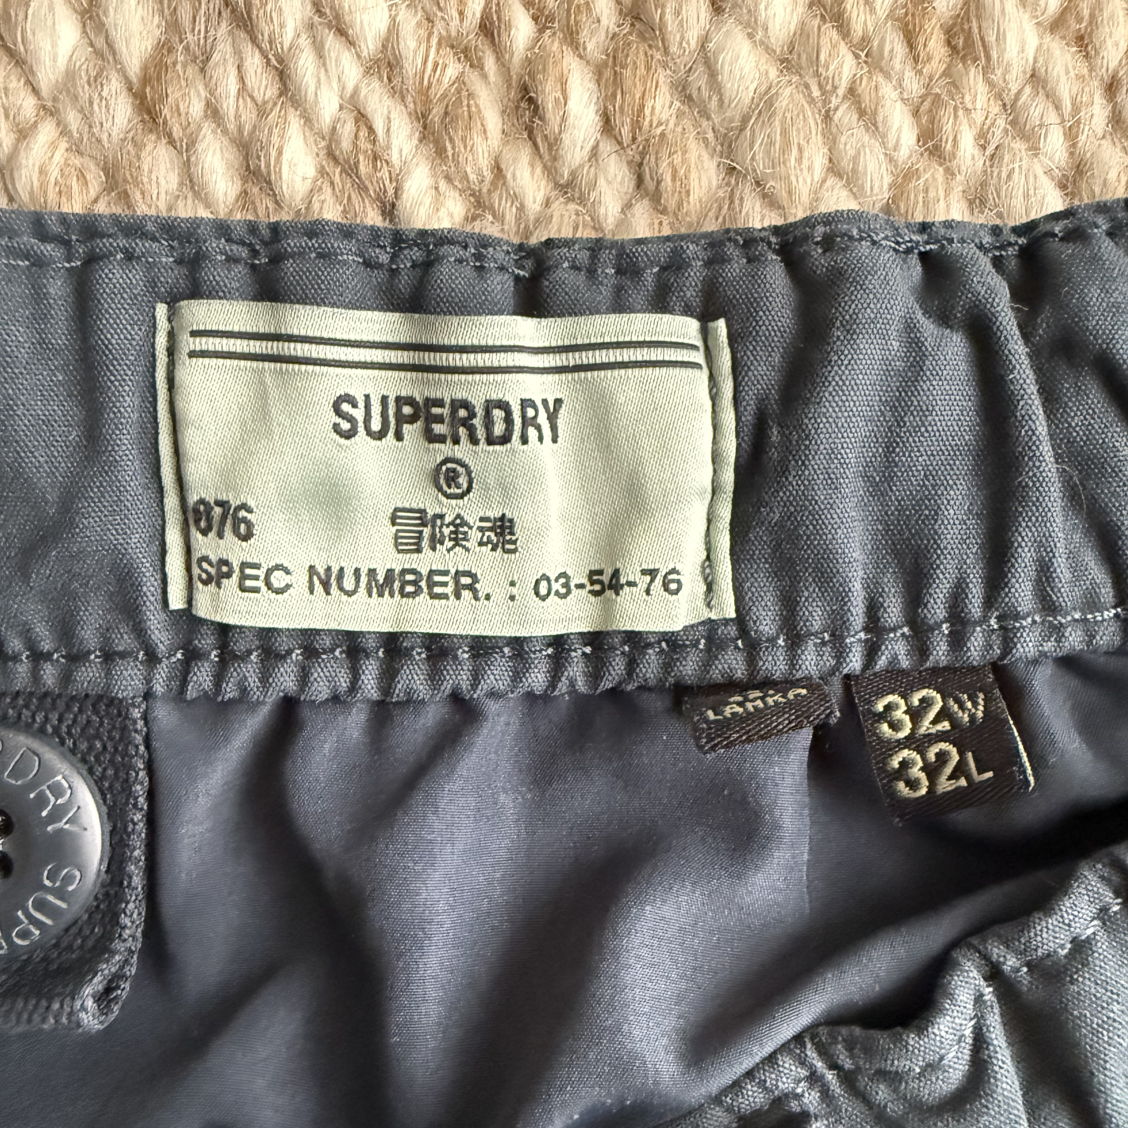 SUPERDRY
®
冒険魂
076
SPEC NUMBER. : 03-54-76
32W
32L